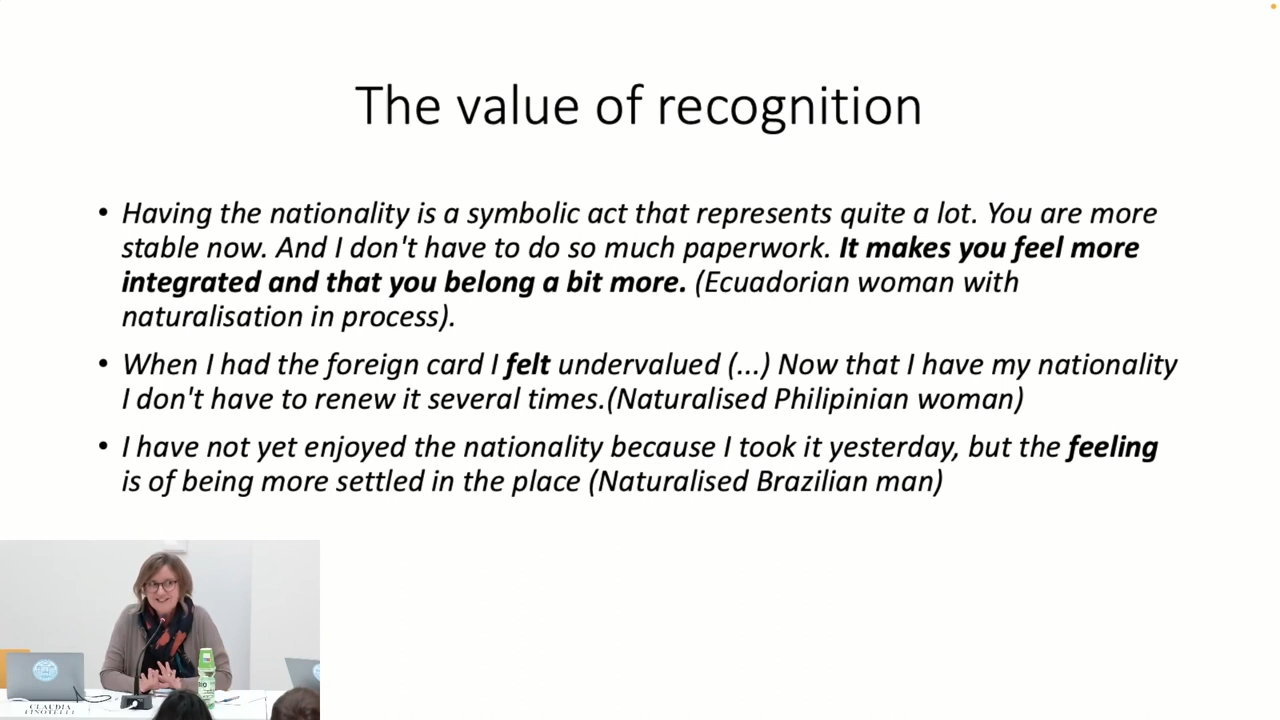 The value of recognition
• Having the nationality is a symbolic act that represents quite a lot. You are more
stable now. And I don't have to do so much paperwork. It makes you feel more
integrated and that you belong a bit more. (Ecuadorian woman with
naturalisation in process).
• When I had the foreign card I felt undervalued (...) Now that I have my nationality
I don't have to renew it several times.(Naturalised Philipinian woman)
• I have not yet enjoyed the nationality because I took it yesterday, but the feeling
is of being more settled in the place (Naturalised Brazilian man)
CLAUDIA